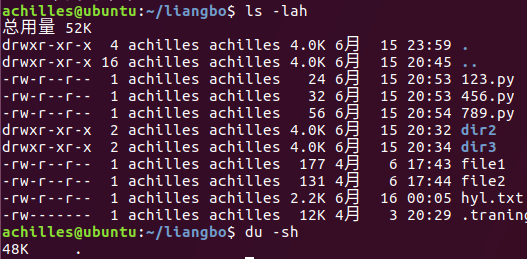 achilles@ubuntu:~/liangbo$ ls -lah
总用量 52K
drwxr-xr-x  4 achilles achilles 4.0K 6月  15 23:59 .
drwxr-xr-x 16 achilles achilles 4.0K 6月  15 20:45 ..
-rw-r--r--  1 achilles achilles   24 6月  15 20:53 123.py
-rw-r--r--  1 achilles achilles   32 6月  15 20:53 456.py
-rw-r--r--  1 achilles achilles   56 6月  15 20:54 789.py
drwxr-xr-x  2 achilles achilles 4.0K 6月  15 20:32 dir2
drwxr-xr-x  2 achilles achilles 4.0K 6月  15 20:34 dir3
-rw-r--r--  1 achilles achilles  177 4月   6 17:43 file1
-rw-r--r--  1 achilles achilles  131 4月   6 17:44 file2
-rw-r--r--  1 achilles achilles 2.2K 6月  16 00:05 hyl.txt
-rw-------  1 achilles achilles  12K 4月   3 20:29 .traning
achilles@ubuntu:~/liangbo$ du -sh
48K	.